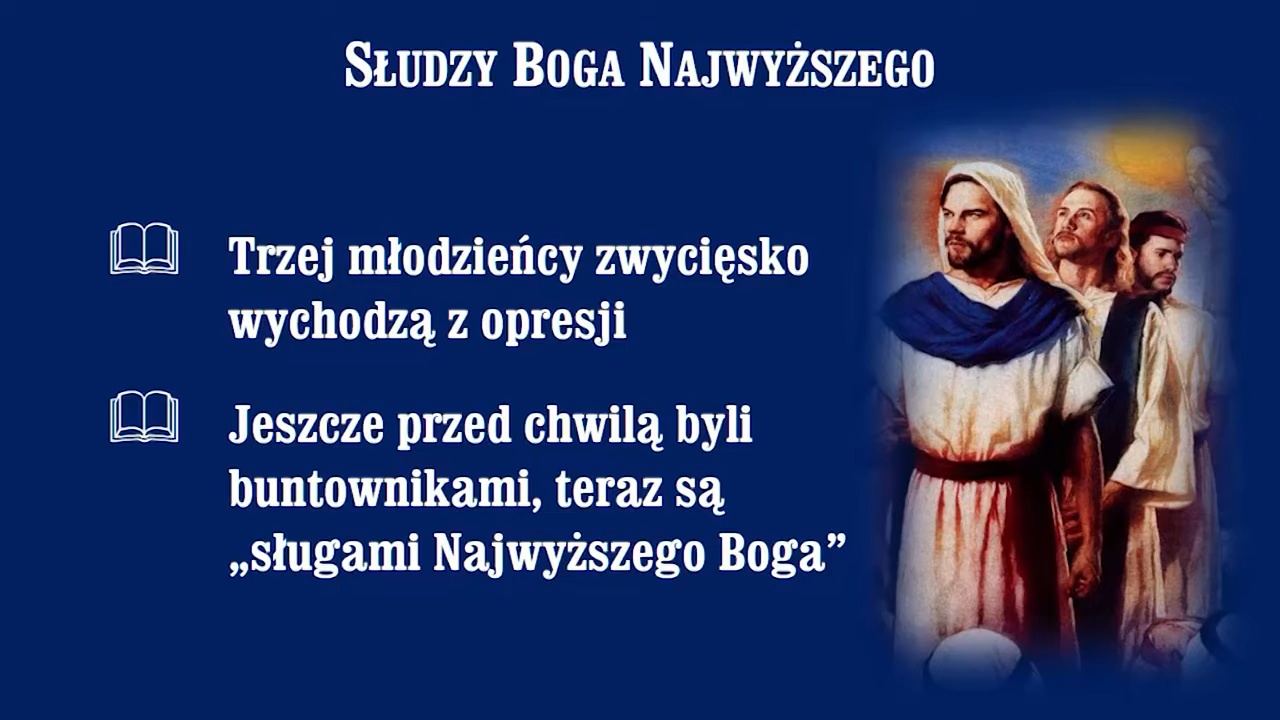 Słudzy Boga Najwyższego
Trzej młodzieńcy zwycięsko
wychodzą z opresji
Jeszcze przed chwilą byli
buntownikami, teraz są
„sługami Najwyższego Boga”